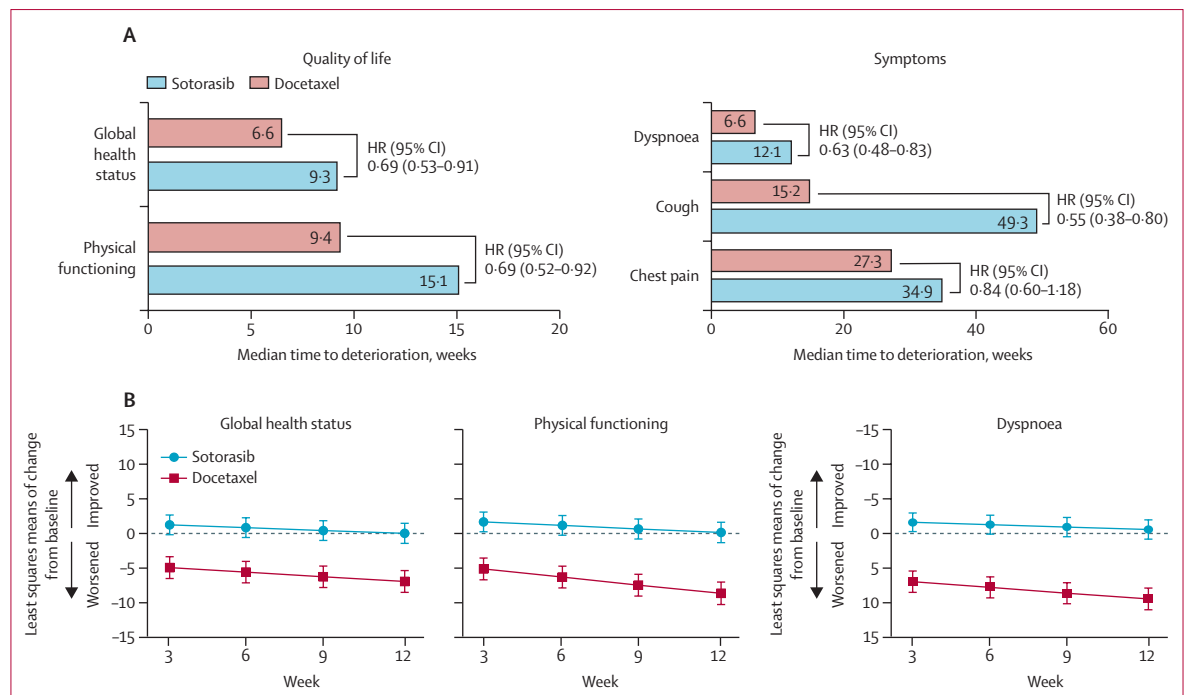 A
Quality of life
Sotorasib
Docetaxel
Global
health
status
6·6
9·3
HR (95% CI)
0·69 (0·53–0·91)
Physical
functioning
9·4
15·1
HR (95% CI)
0·69 (0·52–0·92)
0
5
10
15
20
Median time to deterioration, weeks
Symptoms
Dyspnoea
6·6
12·1
HR (95% CI)
0·63 (0·48–0·83)
Cough
15·2
49·3
HR (95% CI)
0·55 (0·38–0·80)
Chest pain
27·3
34·9
HR (95% CI)
0·84 (0·60–1·18)
0
20
40
60
Median time to deterioration, weeks
B
Global health status
Sotorasib
Docetaxel
Least squares means of change
from baseline
Worsened
Improved
15
10
5
0
–5
–10
–15
3
6
9
12
Week
Physical functioning
3
6
9
12
Week
Dyspnoea
Least squares means of change
from baseline
Worsened
Improved
–15
–10
–5
0
5
10
15
3
6
9
12
Week